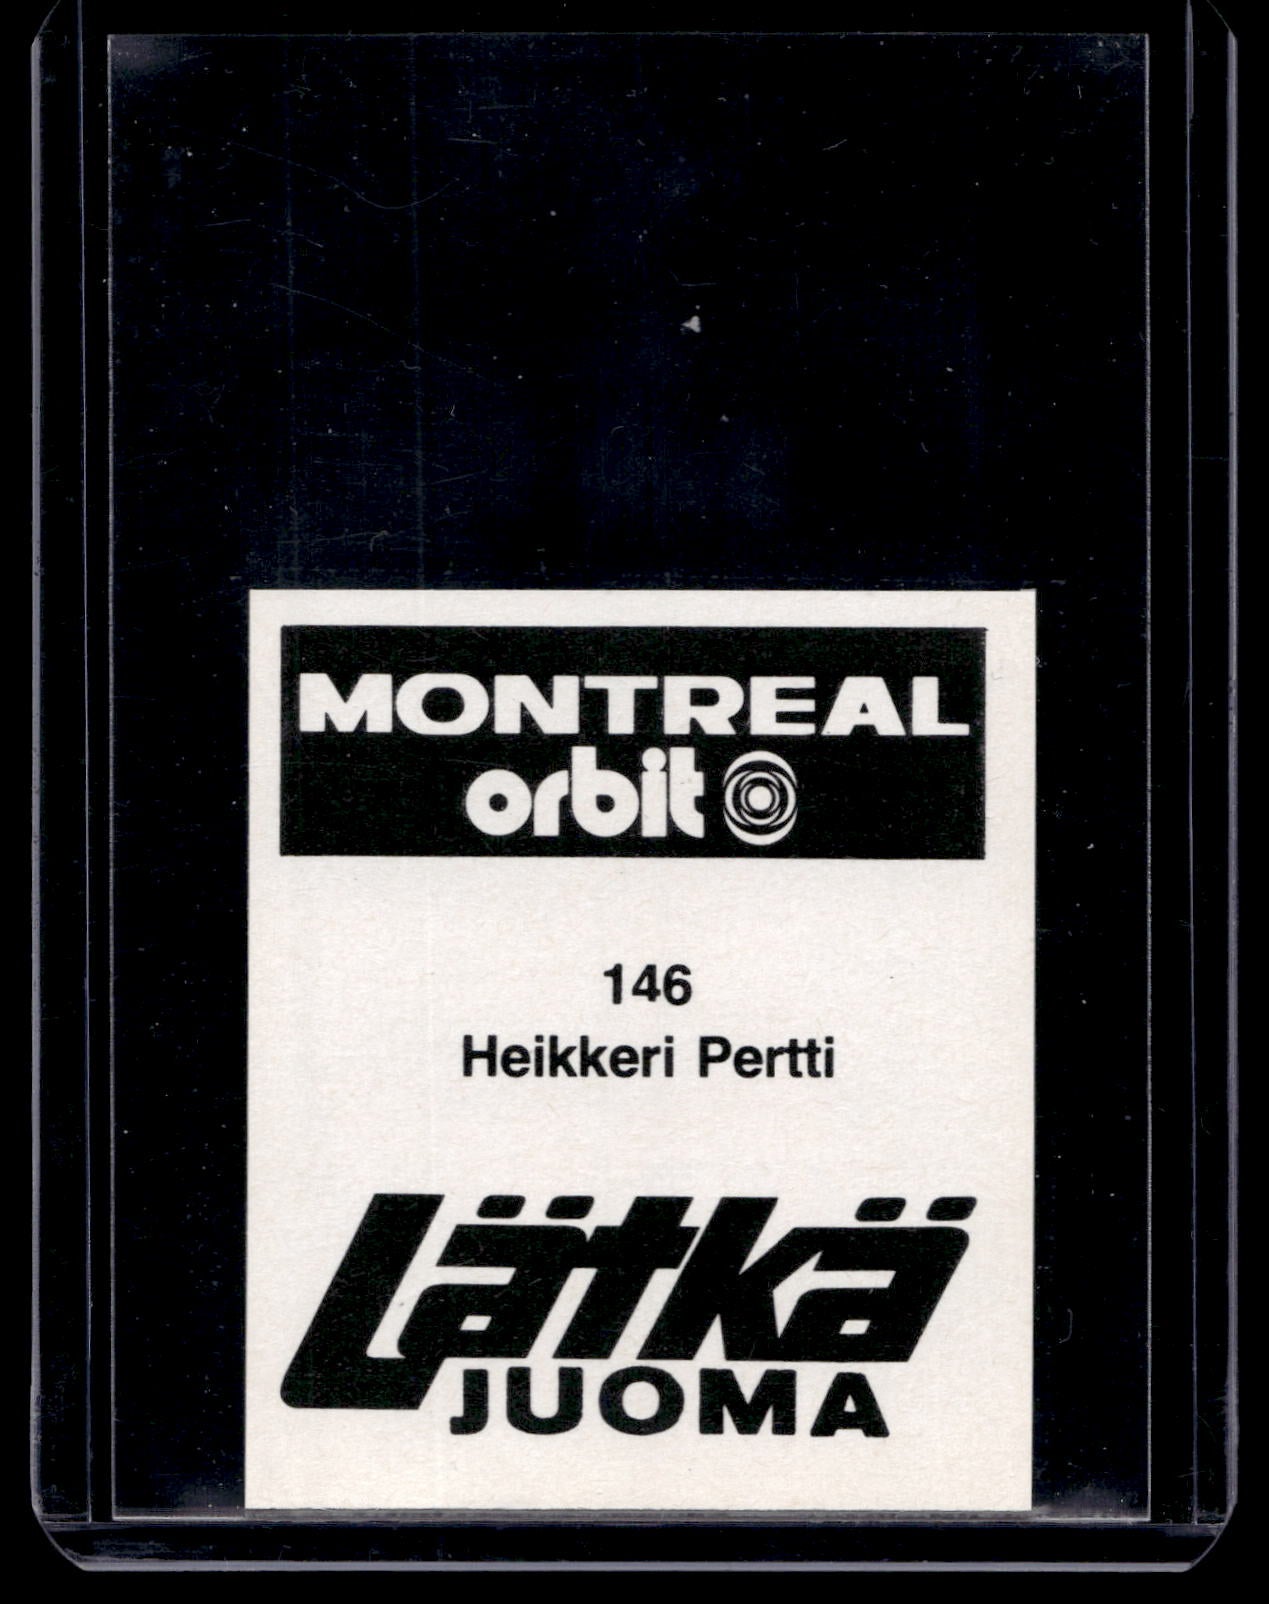 MONTREAL
orbit
146
Heikkeri Pertti
Lätkä
JUOMA